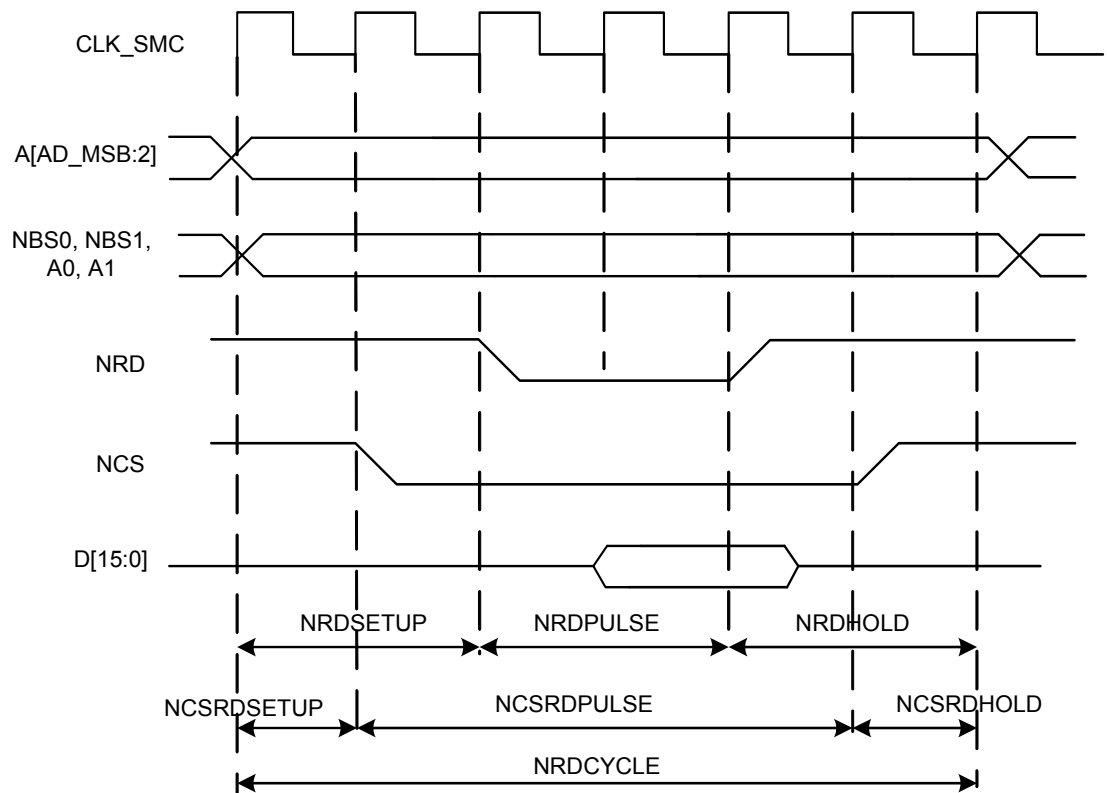 CLK_SMC
A[AD_MSB:2]
NBS0, NBS1,
A0, A1
NRD
NCS
D[15:0]
NRDSETUP
NRDPULSE
NRDHOLD
NCSRDSETUP
NCSRDPULSE
NCSRDHOLD
NRDCYCLE